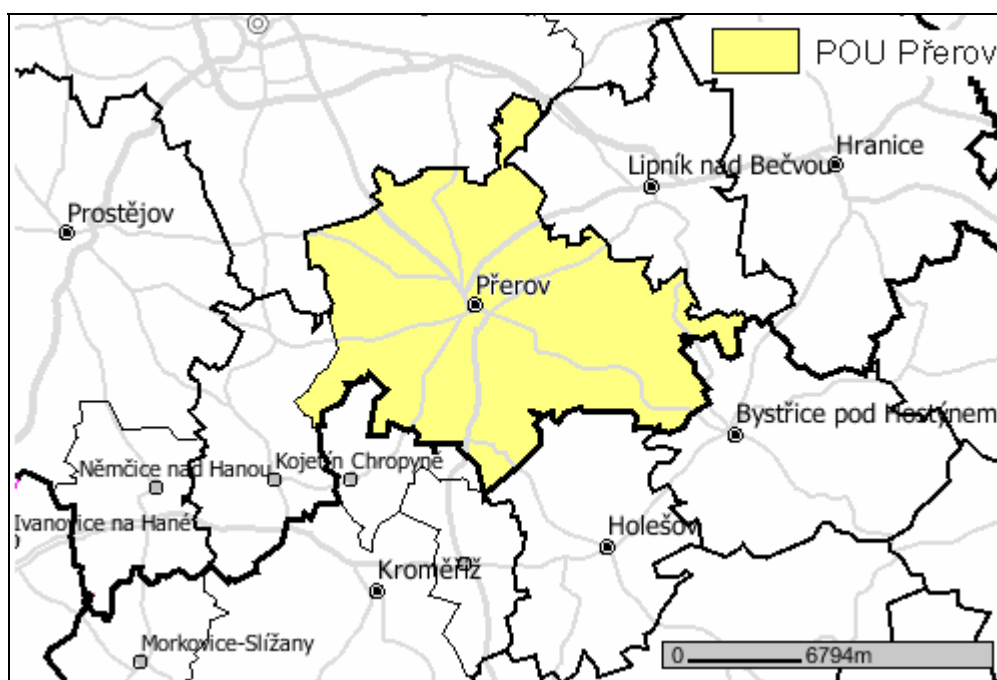 POU Přerov
Hranice
Lipník nad Bečvou
Prostějov
Přerov
Bystřice pod Hostýnem
Němčice nad Hanou
Kojetín
Chropyně
Ivanovice na Hané
Holešov
Kroměříž
Morkovice-Slížany
0 6794m